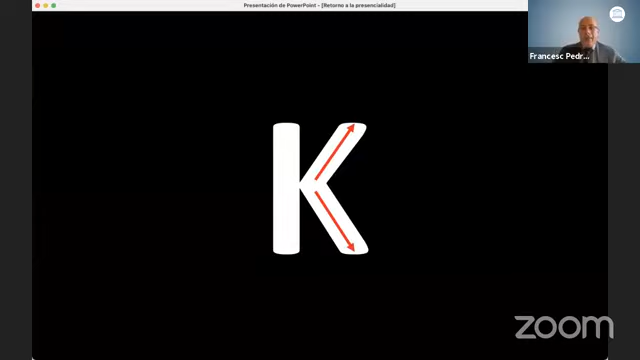 Presentación de PowerPoint - [Retorno a la presencialidad]
Francesc Pedr...
K
zoom